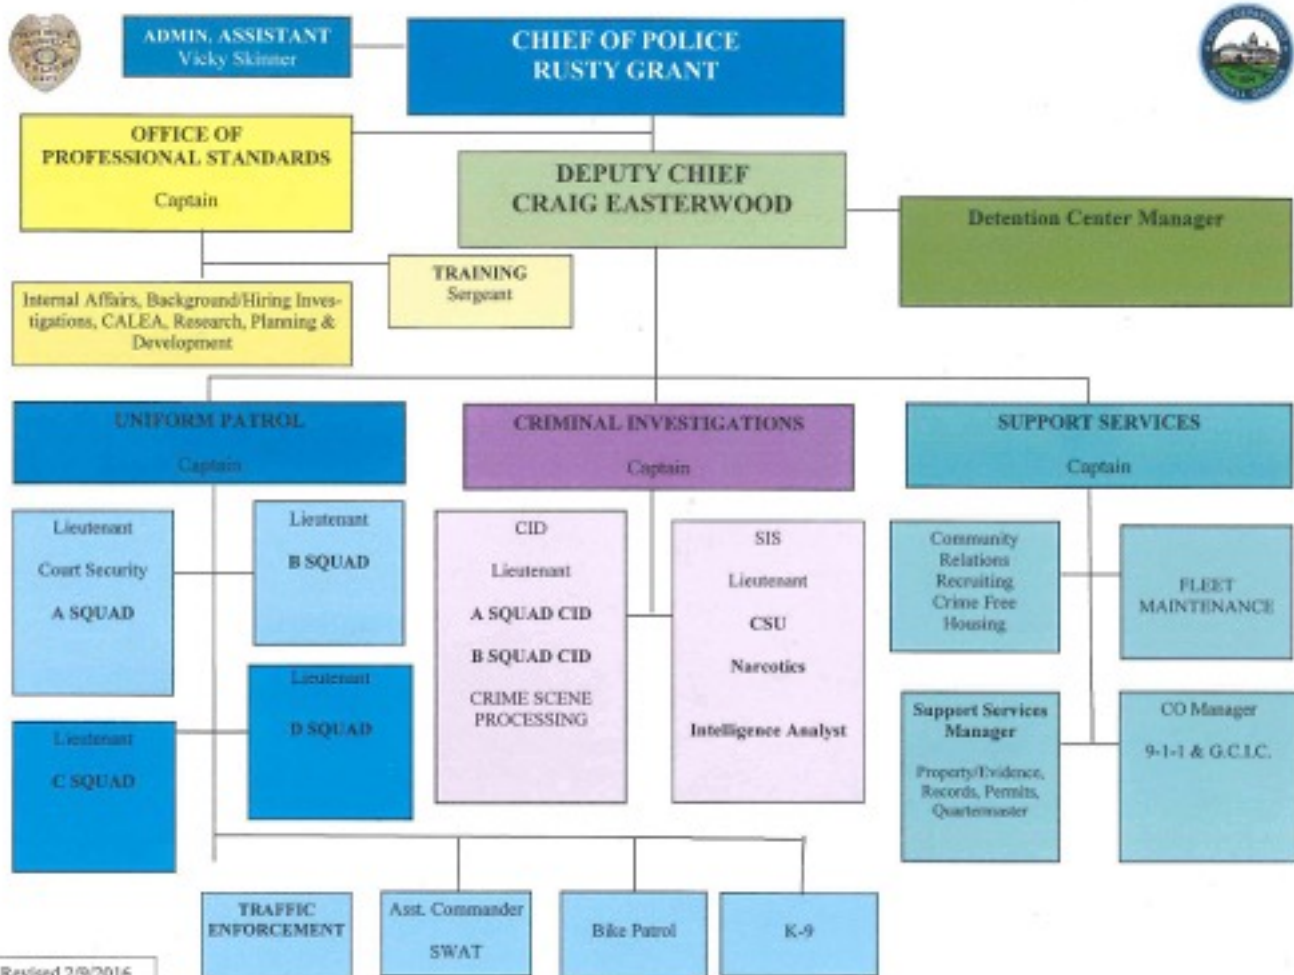 ADMIN. ASSISTANT
Vicky Skinner
CHIEF OF POLICE
RUSTY GRANT
OFFICE OF
PROFESSIONAL STANDARDS
Captain
DEPUTY CHIEF
CRAIG EASTERWOOD
Detention Center Manager
TRAINING
Sergeant
Internal Affairs, Background/Hiring Inves-
tigations, CALEA, Research, Planning &
Development
UNIFORM PATROL
Captain
CRIMINAL INVESTIGATIONS
Captain
SUPPORT SERVICES
Captain
Lieutenant
Court Security
A SQUAD
Lieutenant
B SQUAD
Lieutenant
C SQUAD
Lieutenant
D SQUAD
CID
Lieutenant
A SQUAD CID
B SQUAD CID
CRIME SCENE
PROCESSING
SIS
Lieutenant
CSU
Narcotics
Intelligence Analyst
Community
Relations
Recruiting
Crime Free
Housing
FLEET
MAINTENANCE
Support Services
Manager
Property/Evidence,
Records, Permits,
Quartermaster
CO Manager
9-1-1 & G.C.I.C.
TRAFFIC
ENFORCEMENT
Asst. Commander
SWAT
Bike Patrol
K-9
Revised 2/9/2016